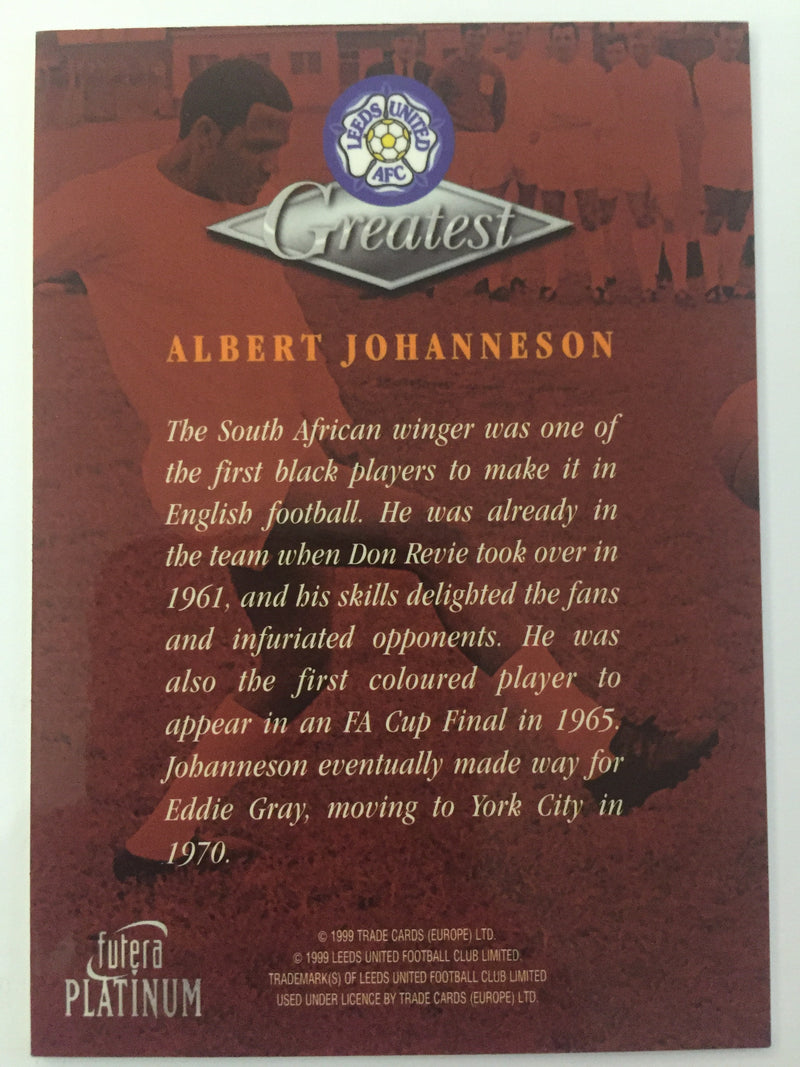 LEEDS UNITED
AFC
Greatest
ALBERT JOHANNESON
The South African winger was one of
the first black players to make it in
English football. He was already in
the team when Don Revie took over in
1961, and his skills delighted the fans
and infuriated opponents. He was
also the first coloured player to
appear in an FA Cup Final in 1965.
Johanneson eventually made way for
Eddie Gray, moving to York City in
1970.
futera
PLATINUM
© 1999 TRADE CARDS (EUROPE) LTD.
© 1999 LEEDS UNITED FOOTBALL CLUB LIMITED.
TRADEMARK(S) OF LEEDS UNITED FOOTBALL CLUB LIMITED
USED UNDER LICENCE BY TRADE CARDS (EUROPE) LTD.